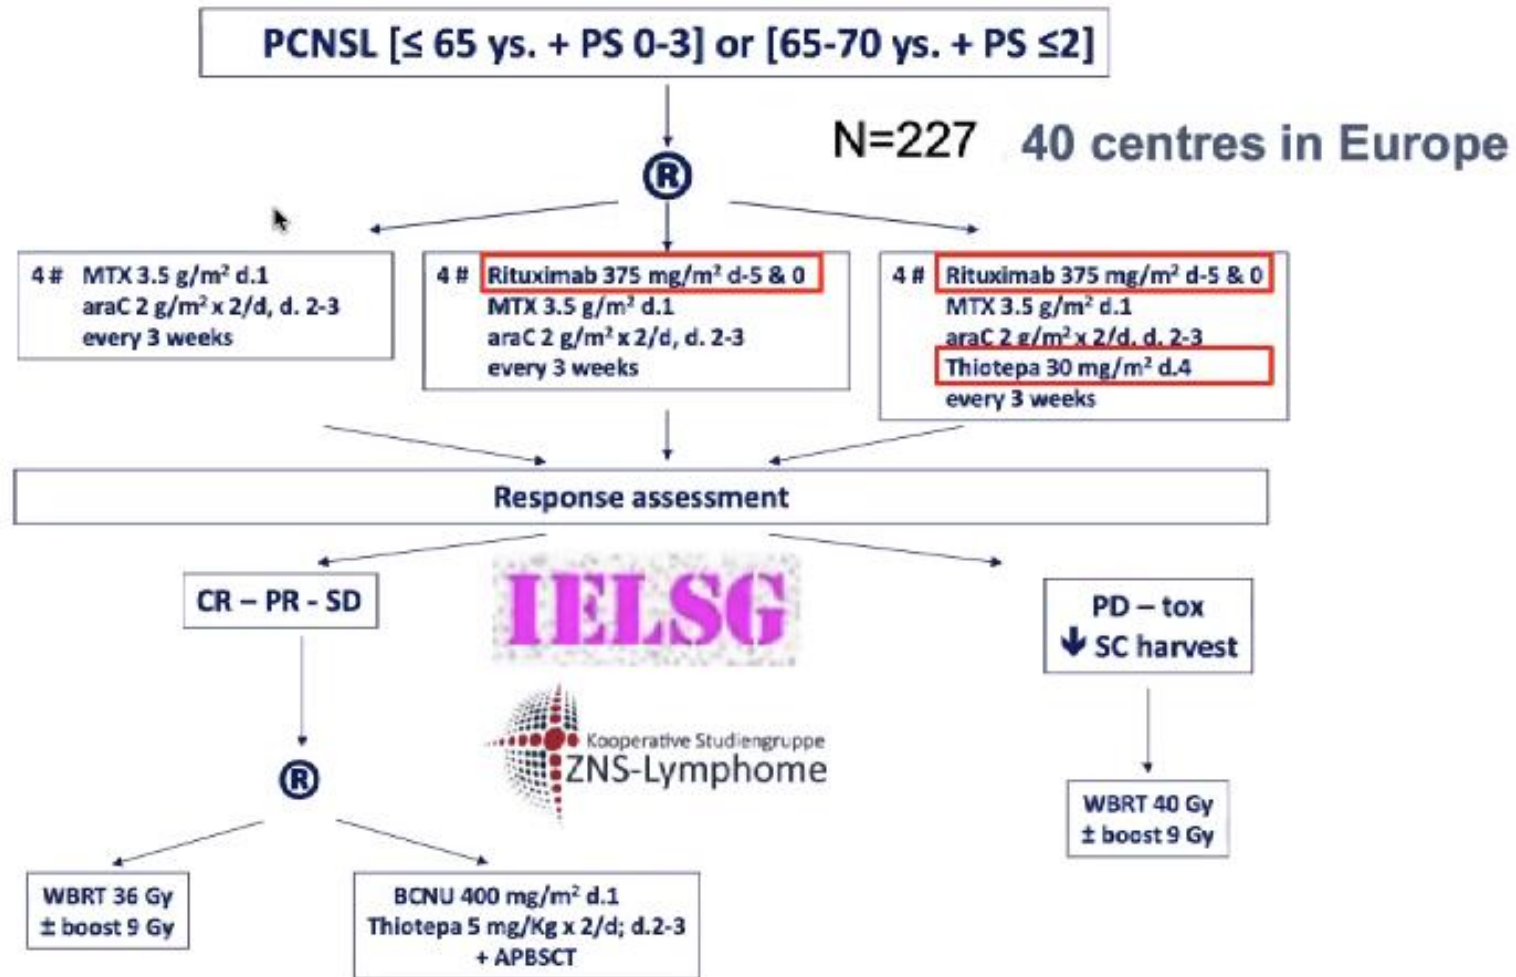 PCNSL [≤ 65 ys. + PS 0-3] or [65-70 ys. + PS ≤2]
N=227 40 centres in Europe
R
4 # MTX 3.5 g/m² d.1
araC 2 g/m² x 2/d, d. 2-3
every 3 weeks
4 # Rituximab 375 mg/m² d-5 & 0
MTX 3.5 g/m² d.1
araC 2 g/m² x 2/d, d. 2-3
every 3 weeks
4 # Rituximab 375 mg/m² d-5 & 0
MTX 3.5 g/m² d.1
araC 2 g/m² x 2/d, d. 2-3
Thiotepa 30 mg/m² d.4
every 3 weeks
Response assessment
CR – PR - SD
IELSG
Kooperative Studiengruppe
ZNS-Lymphome
PD – tox
↓ SC harvest
R
WBRT 36 Gy
± boost 9 Gy
BCNU 400 mg/m² d.1
Thiotepa 5 mg/Kg x 2/d; d.2-3
+ APBSCT
WBRT 40 Gy
± boost 9 Gy